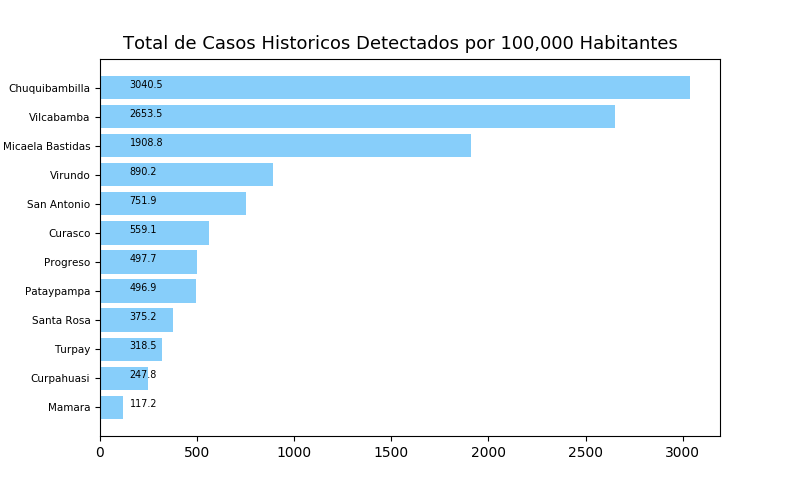 Total de Casos Historicos Detectados por 100,000 Habitantes
Chuquibambilla 3040.5
Vilcabamba 2653.5
Micaela Bastidas 1908.8
Virundo 890.2
San Antonio 751.9
Curasco 559.1
Progreso 497.7
Pataypampa 496.9
Santa Rosa 375.2
Turpay 318.5
Curpahuasi 247.8
Mamara 117.2
0 500 1000 1500 2000 2500 3000